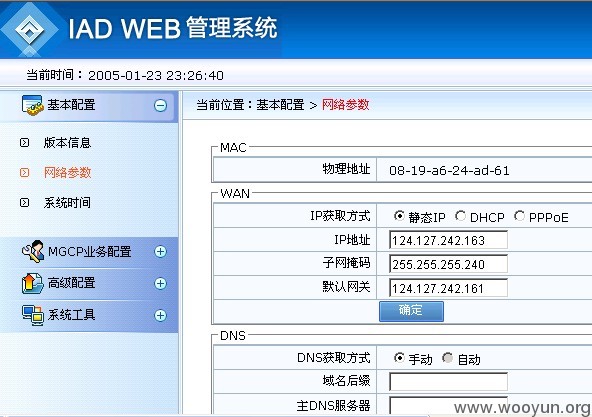 IAD WEB管理系统
当前时间：2005-01-23 23:26:40
基本配置
当前位置：基本配置 > 网络参数
版本信息
网络参数
系统时间
MGCP业务配置
高级配置
系统工具
MAC
物理地址 08-19-a6-24-ad-61
WAN
IP获取方式 静态IP DHCP PPPoE
IP地址 124.127.242.163
子网掩码 255.255.255.240
默认网关 124.127.242.161
确定
DNS
DNS获取方式 手动 自动
域名后缀
主DNS服务器
www.wooyun.org